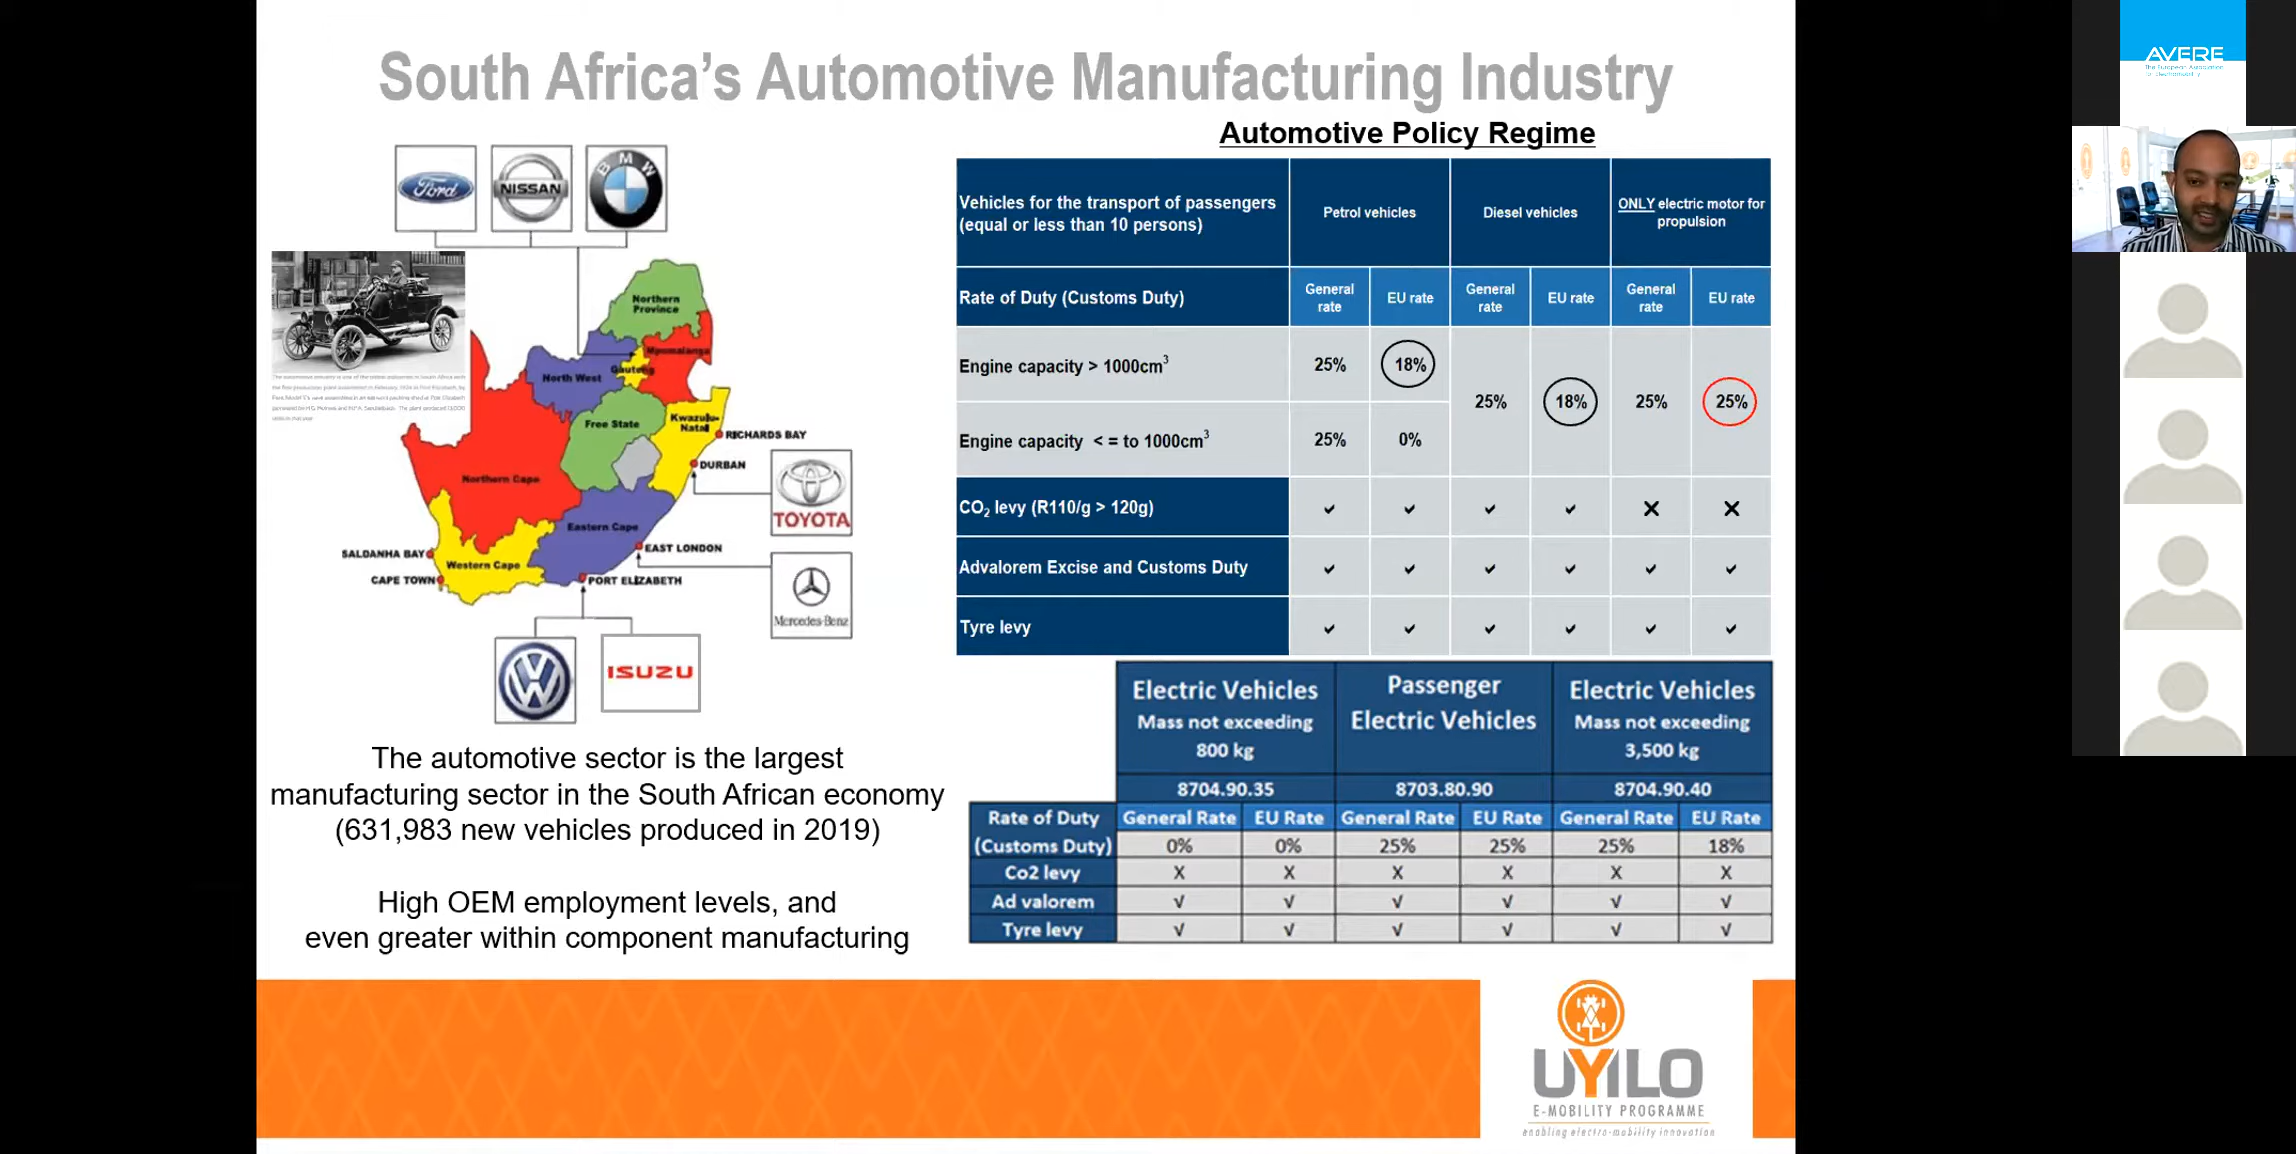 South Africa's Automotive Manufacturing Industry
Automotive Policy Regime
Ford
NISSAN
BMW
Northern
Province
Mpumalanga
North West
Gauteng
Free State
Kwazulu-
Natal
RICHARDS BAY
DURBAN
TOYOTA
Northern Cape
Eastern Cape
EAST LONDON
SALDANHA BAY
Western Cape
CAPE TOWN
PORT ELIZABETH
Mercedes-Benz
ISUZU
The automotive sector is the largest
manufacturing sector in the South African economy
(631,983 new vehicles produced in 2019)
High OEM employment levels, and
even greater within component manufacturing
Vehicles for the transport of passengers
(equal or less than 10 persons)
Petrol vehicles
Diesel vehicles
ONLY electric motor for
propulsion
Rate of Duty (Customs Duty)
General rate EU rate General rate EU rate General rate EU rate
Engine capacity > 1000cm³ 25% 18%
25% 18% 25% 25%
Engine capacity < = to 1000cm³ 25% 0%
CO₂ levy (R110/g > 120g) ✓ ✓ ✓ ✓ ✕ ✕
Advalorem Excise and Customs Duty ✓ ✓ ✓ ✓ ✓ ✓
Tyre levy ✓ ✓ ✓ ✓ ✓ ✓
Electric Vehicles
Mass not exceeding
800 kg
Passenger
Electric Vehicles
Electric Vehicles
Mass not exceeding
3,500 kg
8704.90.35 8703.80.90 8704.90.40
Rate of Duty General Rate EU Rate General Rate EU Rate General Rate EU Rate
(Customs Duty) 0% 0% 25% 25% 25% 18%
Co2 levy X X X X X X
Ad valorem √ √ √ √ √ √
Tyre levy √ √ √ √ √ √
UYILO
E-MOBILITY PROGRAMME
enabling electro-mobility innovation
AVERE
The European Association
for Electromobility